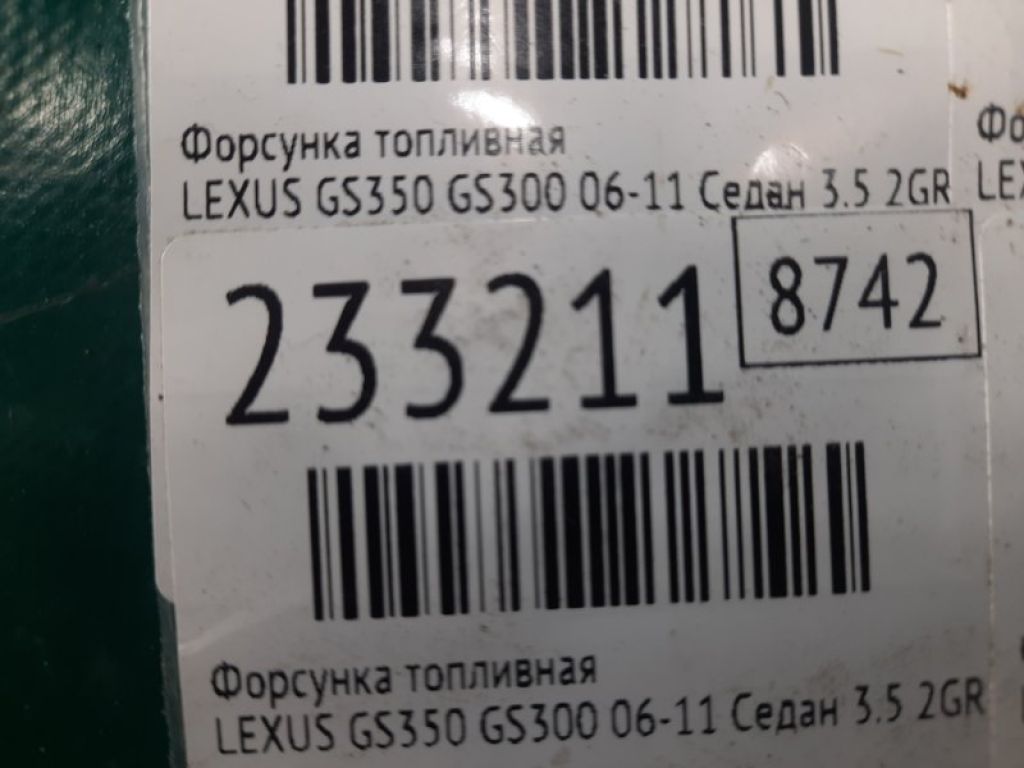 Форсунка топливная
LEXUS GS350 GS300 06-11 Седан 3.5 2GR
233211
8742
Форсунка топливная
LEXUS GS350 GS300 06-11 Седан 3.5 2GR